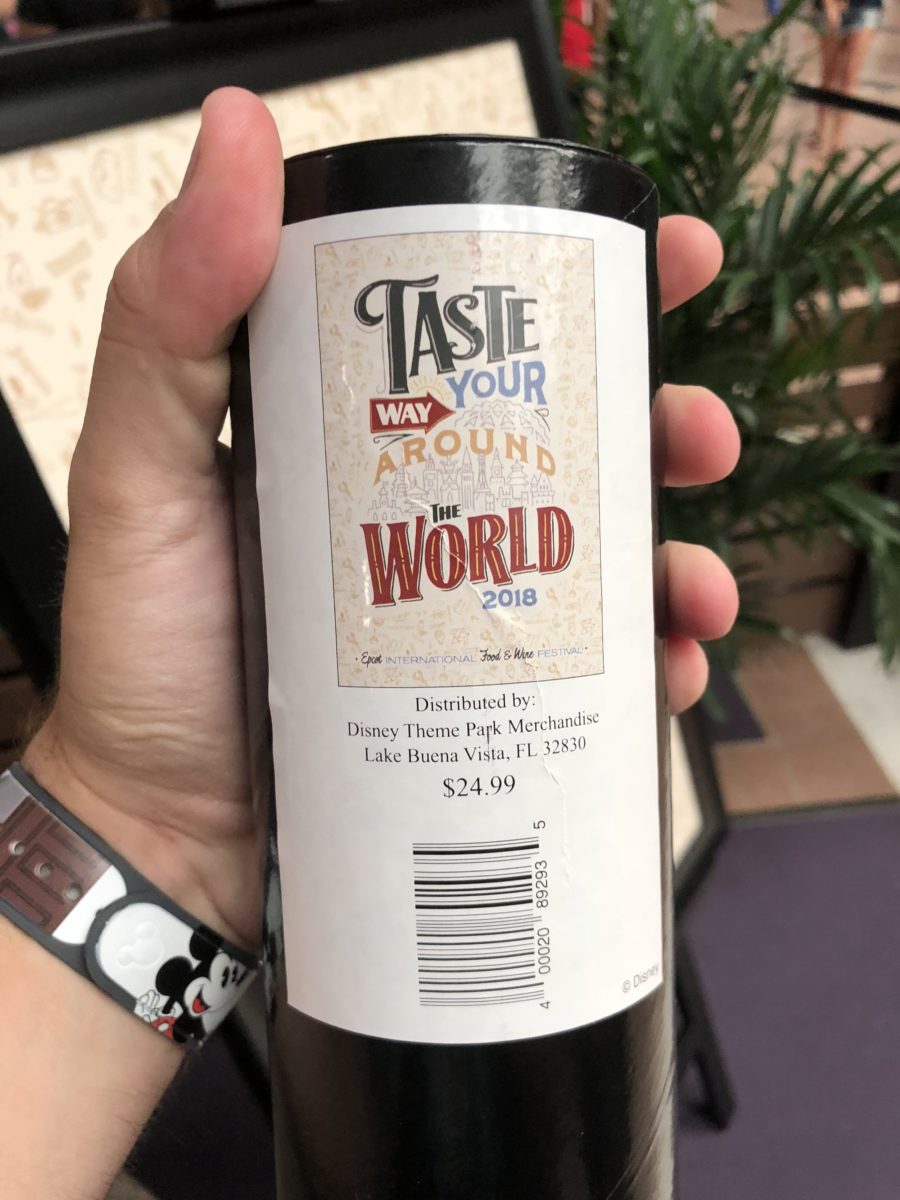 TASTE
YOUR
WAY
AROUND
THE
WORLD
2018
· Epcot INTERNATIONAL Food & Wine FESTIVAL ·
Distributed by:
Disney Theme Park Merchandise
Lake Buena Vista, FL 32830
$24.99
4 00020 89293 5
© Disney